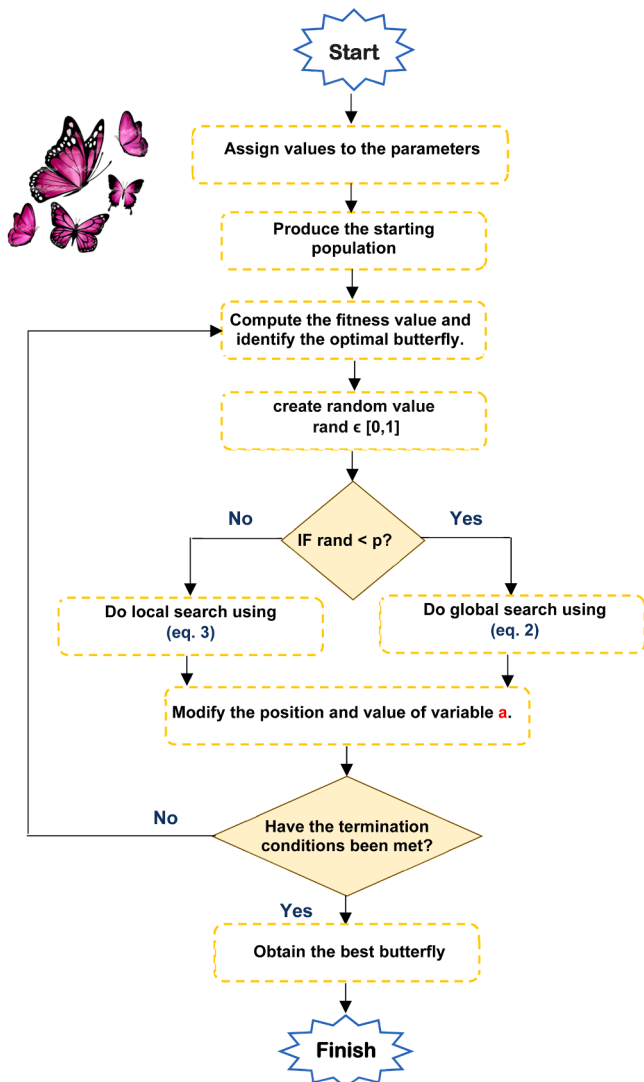 Start
Assign values to the parameters
Produce the starting
population
Compute the fitness value and
identify the optimal butterfly.
create random value
rand ϵ [0,1]
No
Yes
IF rand < p?
Do local search using
(eq. 3)
Do global search using
(eq. 2)
Modify the position and value of variable a.
No
Have the termination
conditions been met?
Yes
Obtain the best butterfly
Finish